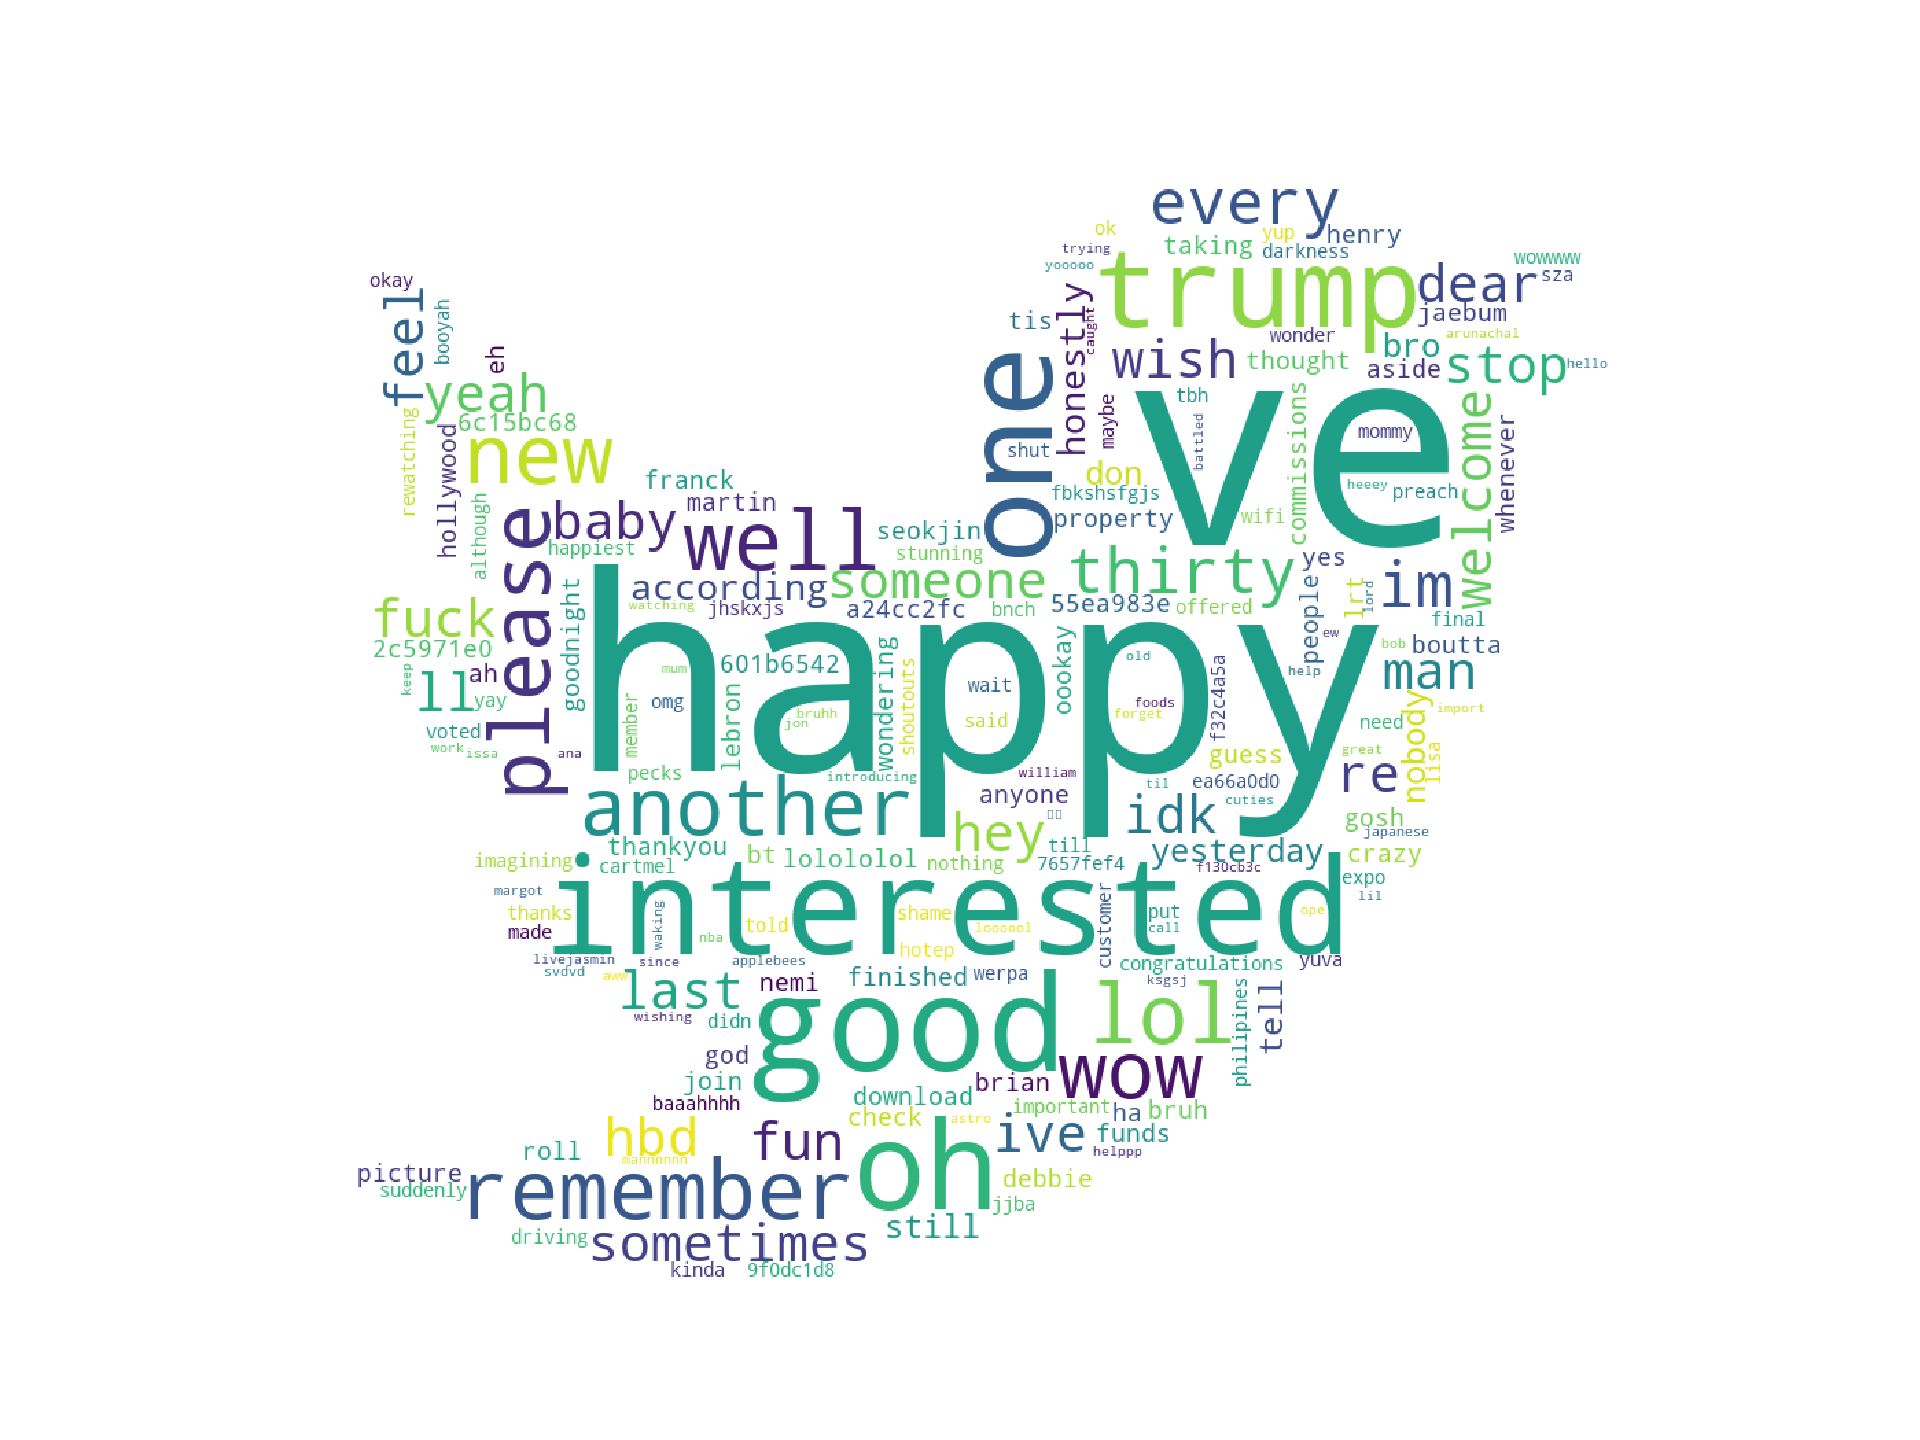 every
ok
yup
henry
trying
taking
darkness
wowwww
yooooo
trump
dear
sza
okay
feel
booyah
tis
honestly
caught
jaebum
wonder
arunachal
bro
eh
one
wish
thought
aside
stop
hello
yeah
6c15bc68
tbh
ve
commissions
welcome
rewatching
hollywood
new
shut
maybe
battled
mommy
whenever
franck
don
heeey
preach
although
please
baby
martin
well
seokjin
fbkshsfgjs
property
wifi
happiest
stunning
thirty
yes
goodnight
according
someone
people
lrt
lord
im
fuck
watching
jhskxjs
a24cc2fc
bnch
55ea983e
offered
final
2c5971e0
happy
ew
bob
boutta
keep
ll
ah
mum
601b6542
wondering
shoutouts
oookay
old
f32c4a5a
help
man
yay
member
omg
lebron
bruhh
jon
wait
said
foods
forget
nobody
import
voted
need
work
issa
ana
guess
great
lisa
pecks
introducing
william
til
ea66a0d0
re
another
anyone
cuties
idk
hey
gosh
japanese
thankyou
bt
lolololol
till
yesterday
crazy
imagining
cartmel
nothing
7657fef4
f130cb3c
expo
margot
interested
lil
thanks
waking
told
shame
customer
put
ope
made
nba
hotep
loooool
call
livejasmin
since
applebees
congratulations
yuva
svdvd
aww
last
nemi
finished
werpa
ksgsj
wishing
didn
good
lol
philipines
tell
god
join
brian
wow
baaahhhh
download
important
ha
bruh
hbd
fun
check
astro
ive
funds
roll
mannnnnn
oh
helppp
picture
suddenly
remember
debbie
jjba
driving
sometimes
still
kinda
9f0dc1d8